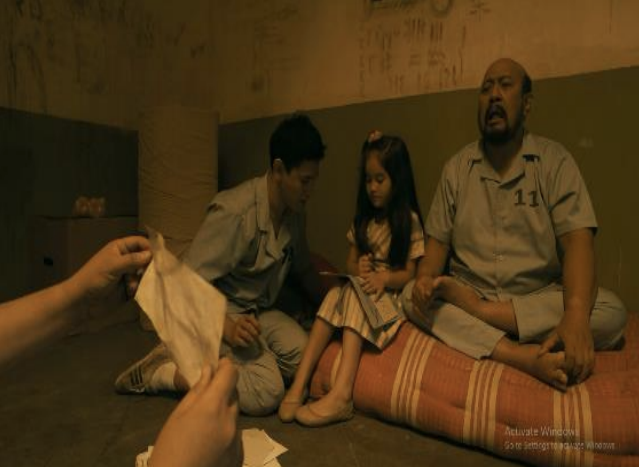 11
Activate Windows
Go to Settings to activate Windows.